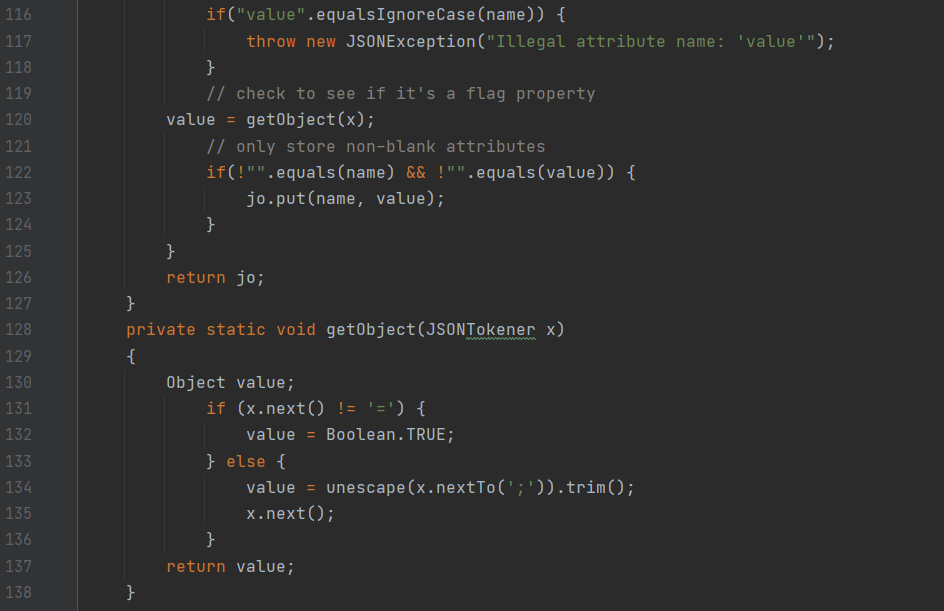 116 if("value".equalsIgnoreCase(name)) {
117 throw new JSONException("Illegal attribute name: 'value'");
118 }
119 // check to see if it's a flag property
120 value = getObject(x);
121 // only store non-blank attributes
122 if(!"".equals(name) && !"".equals(value)) {
123 jo.put(name, value);
124 }
125 }
126 return jo;
127 }
128 private static void getObject(JSONTokener x)
129 {
130 Object value;
131 if (x.next() != '=') {
132 value = Boolean.TRUE;
133 } else {
134 value = unescape(x.nextTo(';')).trim();
135 x.next();
136 }
137 return value;
138 }